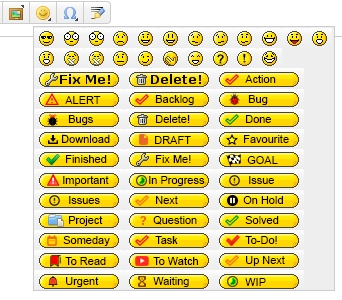 Fix Me! Delete! Action
ALERT Backlog Bug
Bugs Delete! Done
Download DRAFT Favourite
Finished Fix Me! GOAL
Important In Progress Issue
Issues Next On Hold
Project Question Solved
Someday Task To-Do!
To Read To Watch Up Next
Urgent Waiting WIP